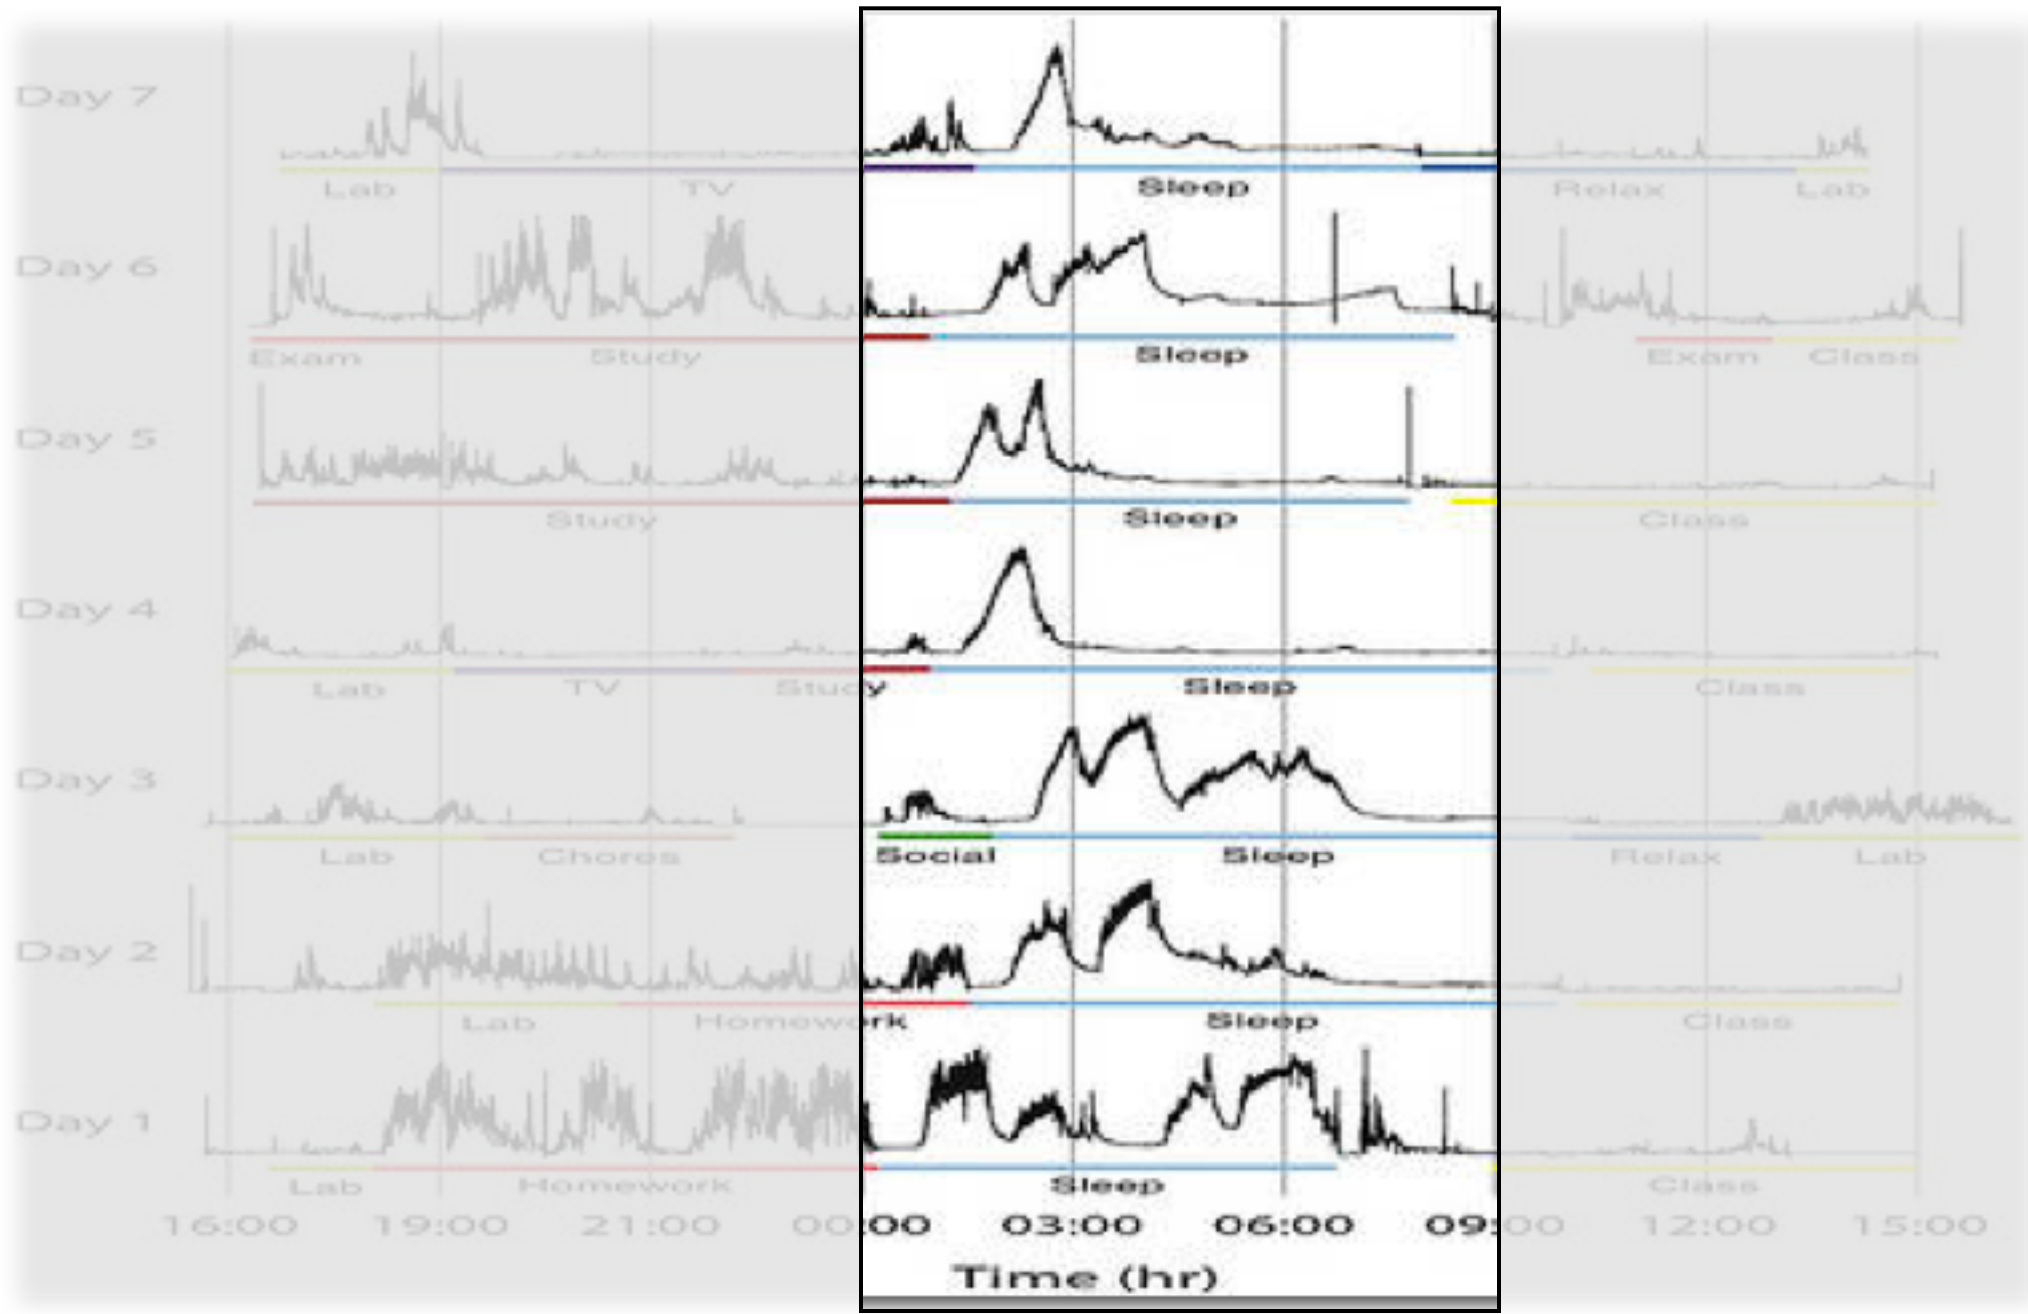 Day 7
Lab TV Sleep Relax Lab
Day 6
Exam Study Sleep Exam Class
Day 5
Study Sleep Class
Day 4
Lab TV Study Sleep Class
Day 3
Lab Chores Social Sleep Relax Lab
Day 2
Lab Homework Sleep Class
Day 1
Lab Homework Sleep Class
16:00 19:00 21:00 00:00 03:00 06:00 09:00 12:00 15:00
Time (hr)